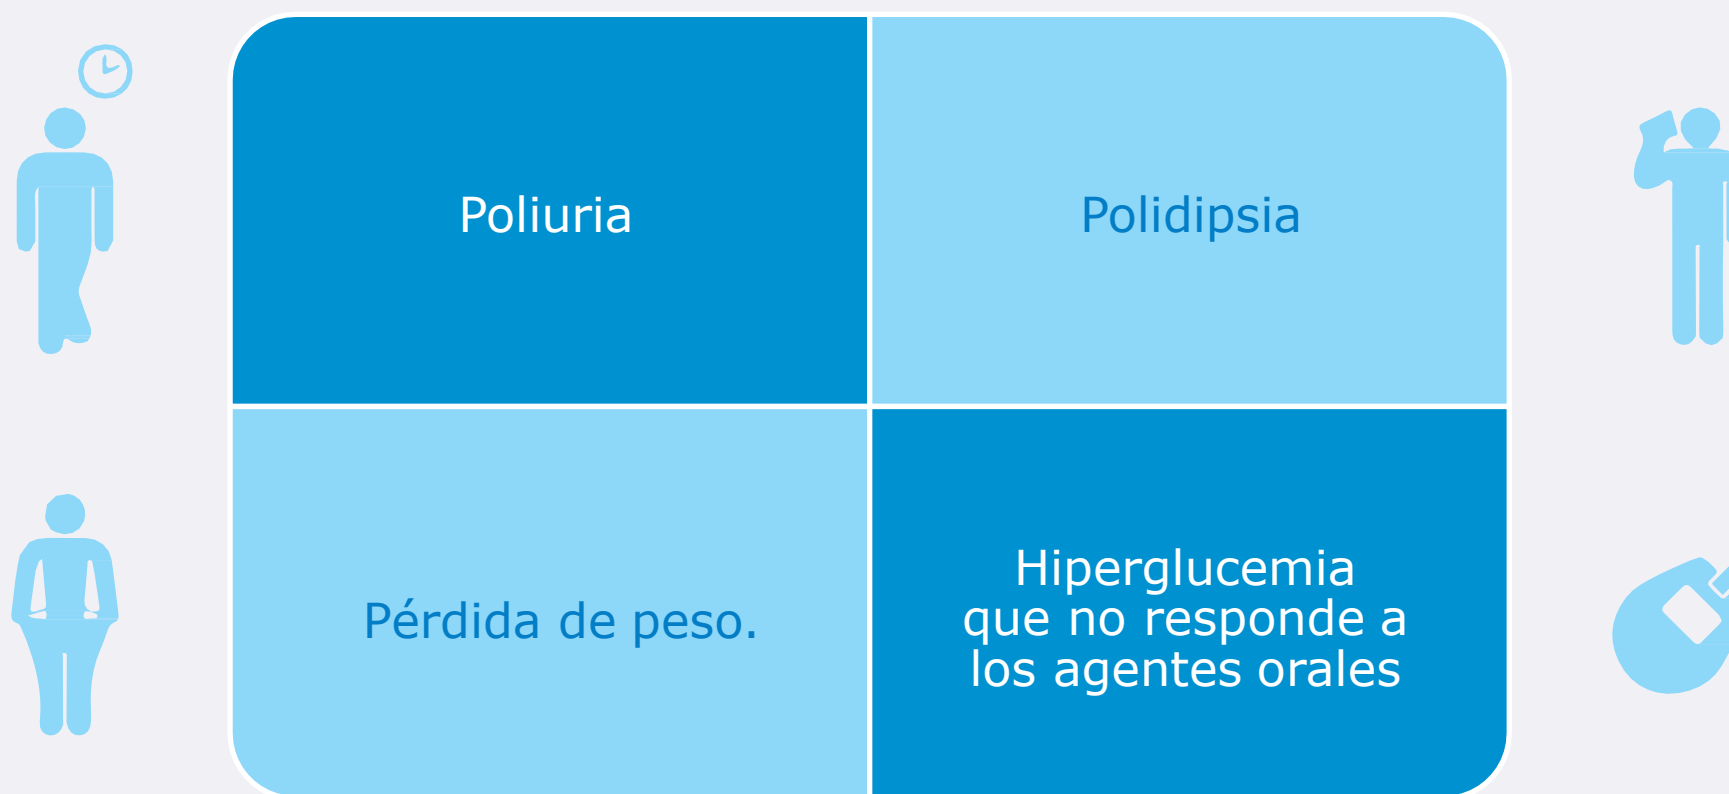 Poliuria
Polidipsia
Pérdida de peso.
Hiperglucemia
que no responde a
los agentes orales